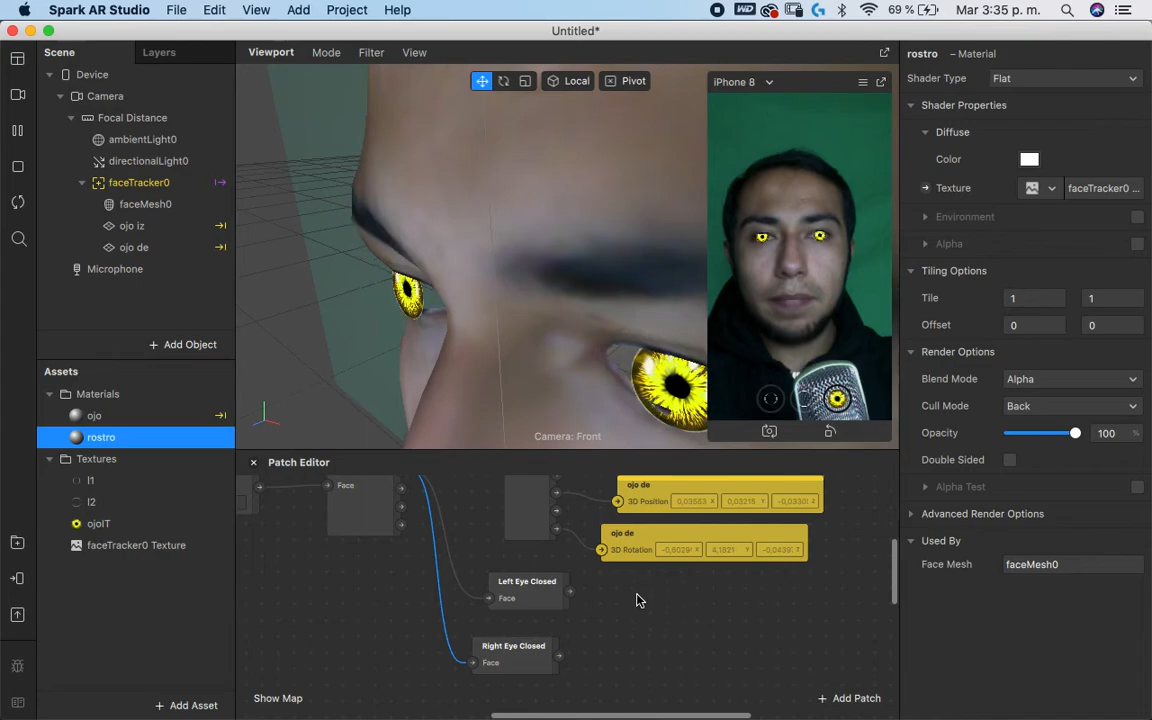 Spark AR Studio File Edit View Add Project Help
69 % Mar 3:35 p. m.
Untitled*
Scene Layers
Device
Camera
Focal Distance
ambientLight0
directionalLight0
faceTracker0
faceMesh0
ojo iz
ojo de
Microphone
Add Object
Assets
Materials
ojo
rostro
Textures
l1
l2
ojoIT
faceTracker0 Texture
Add Asset
Viewport Mode Filter View
Local Pivot
iPhone 8
Camera: Front
Patch Editor
Face
ojo de
3D Position 0,03553 X 0,03215 Y
ojo de
3D Rotation
Left Eye Closed
Face
Right Eye Closed
Face
Show Map
Add Patch
rostro – Material
Shader Type Flat
Shader Properties
Diffuse
Color
Texture faceTracker0 ...
Environment
Alpha
Tiling Options
Tile 1 1
Offset 0 0
Render Options
Blend Mode Alpha
Cull Mode Back
Opacity 100 %
Double Sided
Alpha Test
Advanced Render Options
Used By
Face Mesh faceMesh0